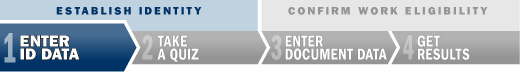 ESTABLISH IDENTITY
CONFIRM WORK ELIGIBILITY
1 ENTER
ID DATA
2 TAKE
A QUIZ
3 ENTER
DOCUMENT DATA
4 GET
RESULTS